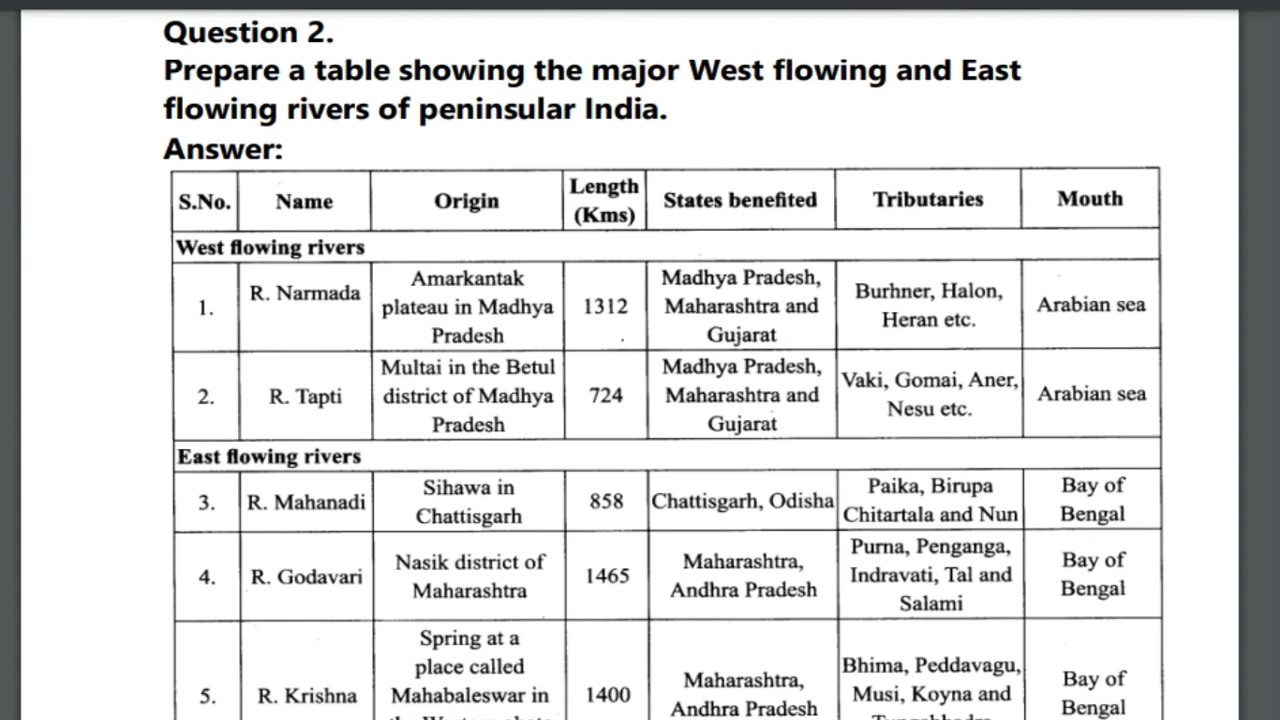 Question 2.
Prepare a table showing the major West flowing and East
flowing rivers of peninsular India.
Answer:
S.No. Name Origin Length (Kms) States benefited Tributaries Mouth
West flowing rivers
1. R. Narmada Amarkantak plateau in Madhya Pradesh 1312 Madhya Pradesh, Maharashtra and Gujarat Burhner, Halon, Heran etc. Arabian sea
2. R. Tapti Multai in the Betul district of Madhya Pradesh 724 Madhya Pradesh, Maharashtra and Gujarat Vaki, Gomai, Aner, Nesu etc. Arabian sea
East flowing rivers
3. R. Mahanadi Sihawa in Chattisgarh 858 Chattisgarh, Odisha Paika, Birupa Chitartala and Nun Bay of Bengal
4. R. Godavari Nasik district of Maharashtra 1465 Maharashtra, Andhra Pradesh Purna, Penganga, Indravati, Tal and Salami Bay of Bengal
5. R. Krishna Spring at a place called Mahabaleswar in 1400 Maharashtra, Andhra Pradesh Bhima, Peddavagu, Musi, Koyna and Bay of Bengal